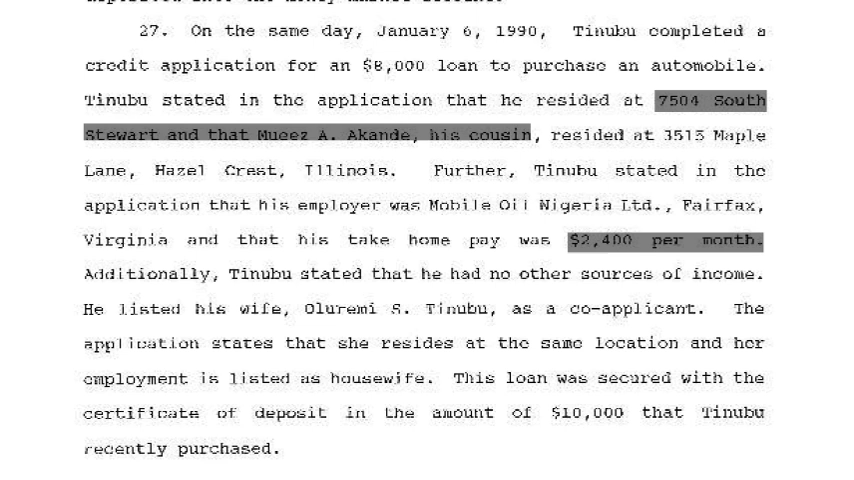 27. On the same day, January 6, 1990, Tinubu completed a
credit application for an $8,000 loan to purchase an automobile.
Tinubu stated in the application that he resided at 7504 South
Stewart and that Mueez A. Akande, his cousin, resided at 3515 Maple
Lane, Hazel Crest, Illinois. Further, Tinubu stated in the
application that his employer was Mobile Oil Nigeria Ltd., Fairfax,
Virginia and that his take home pay was $2,400 per month.
Additionally, Tinubu stated that he had no other sources of income.
He listed his wife, Oluremi S. Tinubu, as a co-applicant. The
application states that she resides at the same location and her
employment is listed as housewife. This loan was secured with the
certificate of deposit in the amount of $10,000 that Tinubu
recently purchased.